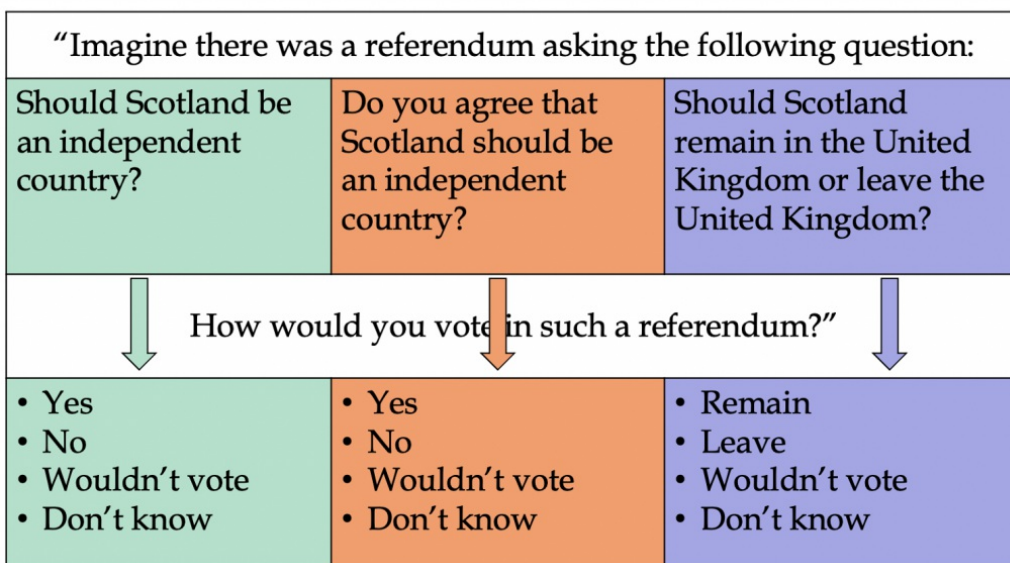 “Imagine there was a referendum asking the following question:
Should Scotland be
an independent
country?
Do you agree that
Scotland should be
an independent
country?
Should Scotland
remain in the United
Kingdom or leave the
United Kingdom?
How would you vote in such a referendum?”
• Yes
• No
• Wouldn’t vote
• Don’t know
• Yes
• No
• Wouldn’t vote
• Don’t know
• Remain
• Leave
• Wouldn’t vote
• Don’t know